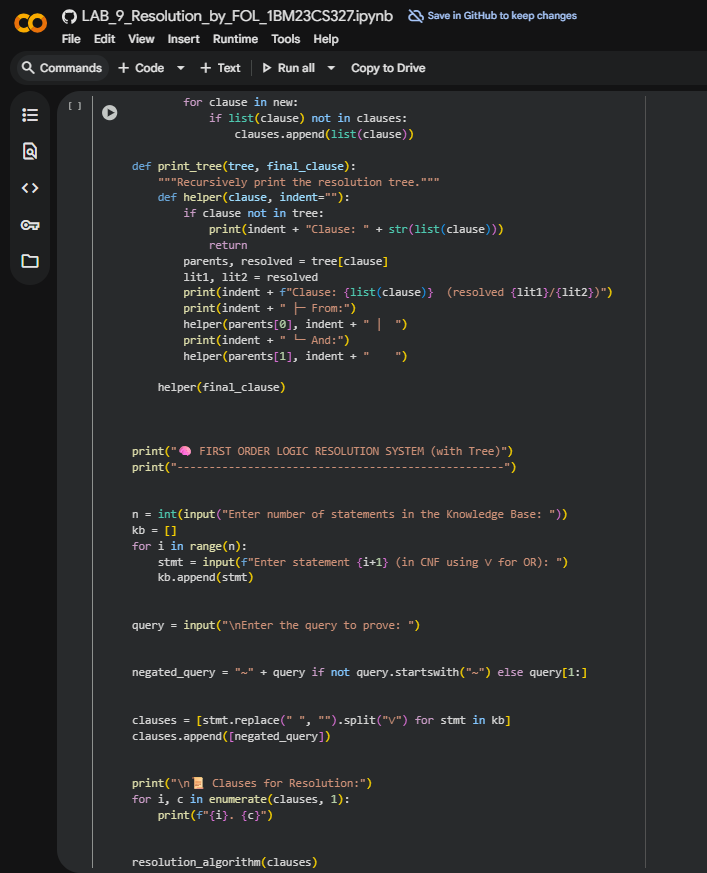 CO LAB_9_Resolution_by_FOL_1BM23CS327.ipynb Save in GitHub to keep changes
File Edit View Insert Runtime Tools Help
Commands + Code + Text Run all Copy to Drive
[ ]
        for clause in new:
            if list(clause) not in clauses:
                clauses.append(list(clause))
def print_tree(tree, final_clause):
    """Recursively print the resolution tree."""
    def helper(clause, indent=""):
        if clause not in tree:
            print(indent + "Clause: " + str(list(clause)))
            return
        parents, resolved = tree[clause]
        lit1, lit2 = resolved
        print(indent + f"Clause: {list(clause)}  (resolved {lit1}/{lit2})")
        print(indent + " ├─ From:")
        helper(parents[0], indent + " │  ")
        print(indent + " └─ And:")
        helper(parents[1], indent + "    ")
    helper(final_clause)
print("🧠 FIRST ORDER LOGIC RESOLUTION SYSTEM (with Tree)")
print("---------------------------------------------------")
n = int(input("Enter number of statements in the Knowledge Base: "))
kb = []
for i in range(n):
    stmt = input(f"Enter statement {i+1} (in CNF using ∨ for OR): ")
    kb.append(stmt)
query = input("\nEnter the query to prove: ")
negated_query = "~" + query if not query.startswith("~") else query[1:]
clauses = [stmt.replace(" ", "").split("∨") for stmt in kb]
clauses.append([negated_query])
print("\n📜 Clauses for Resolution:")
for i, c in enumerate(clauses, 1):
    print(f"{i}. {c}")
resolution_algorithm(clauses)